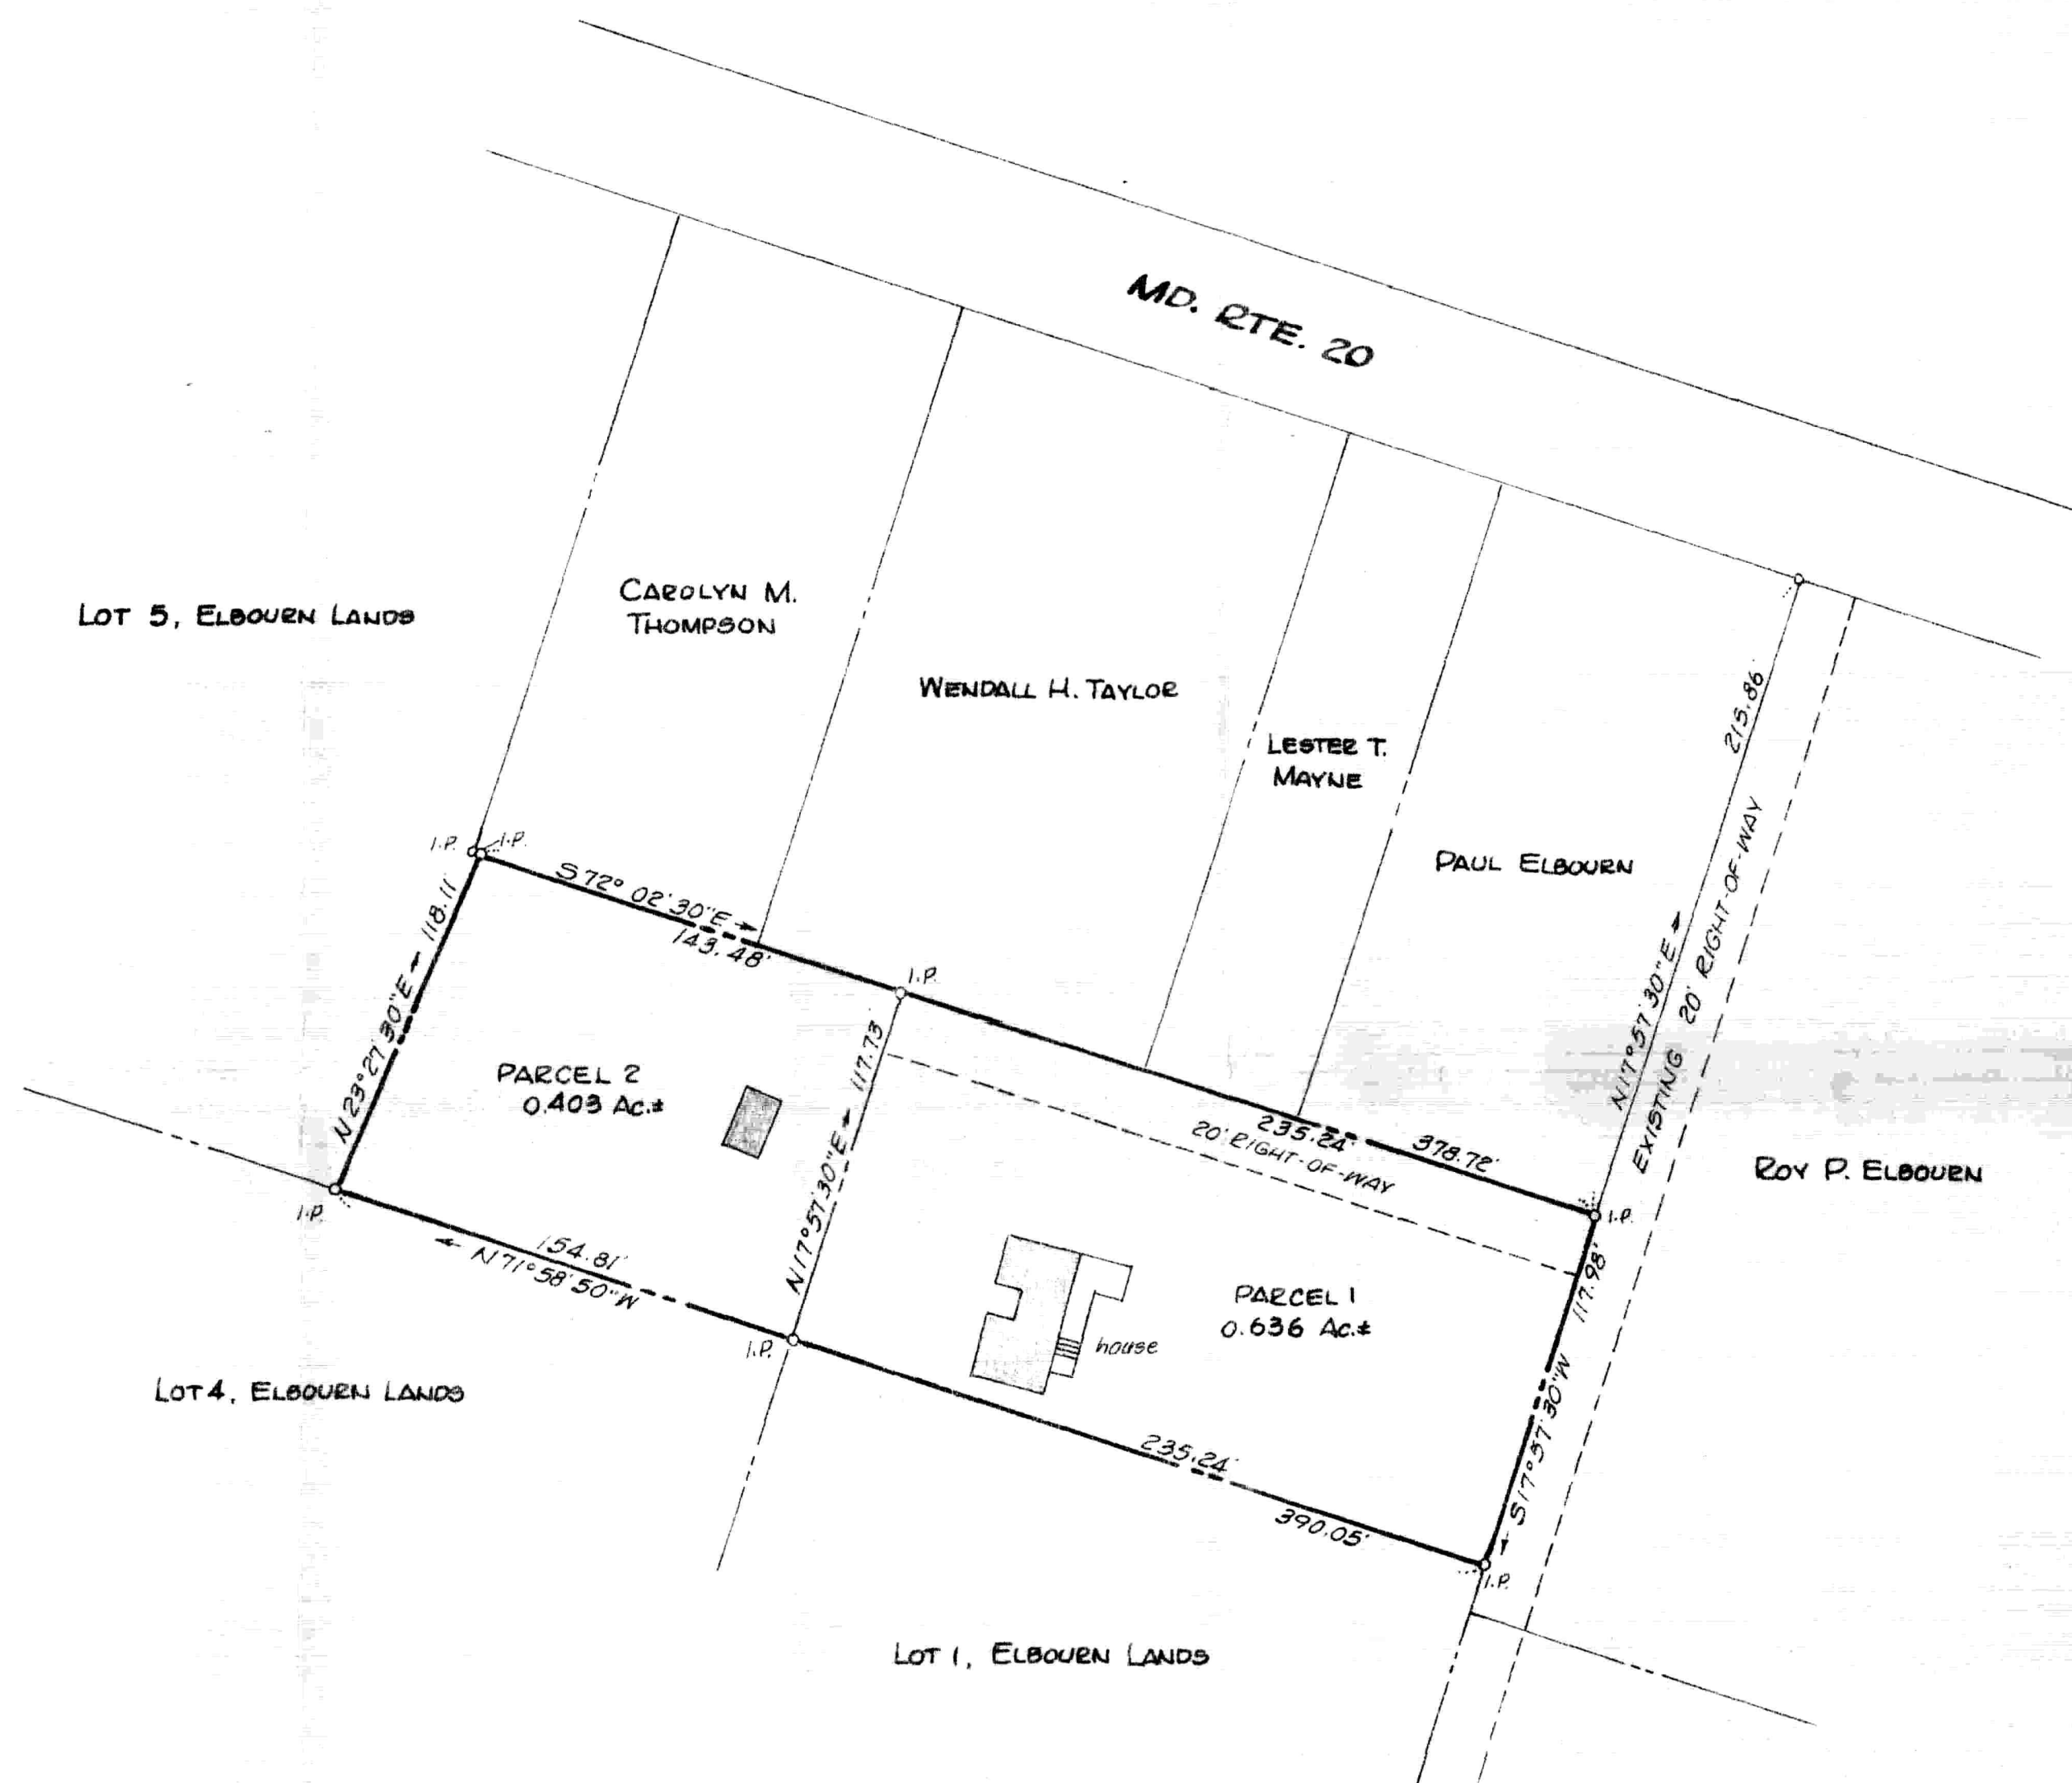 MD. RTE. 20
CAROLYN M.
THOMPSON
LOT 5, ELBOURN LANDS
WENDALL H. TAYLOR
LESTER T.
MAYNE
215.86'
PAUL ELBOURN
N17°57'30"E
EXISTING 20' RIGHT-OF-WAY
ROY P. ELBOURN
I.P.
I.P.
S72°02'30"E
143.48'
118.11'
N23°27'30"E
I.P.
PARCEL 2
0.403 Ac.±
117.73'
N17°57'30"E
235.24'
378.72'
20' RIGHT-OF-WAY
I.P.
I.P.
154.81'
N71°58'50"W
I.P.
PARCEL 1
0.636 Ac.±
house
117.98'
S17°57'30"W
LOT 4, ELBOURN LANDS
235.24'
390.05'
I.P.
LOT 1, ELBOURN LANDS